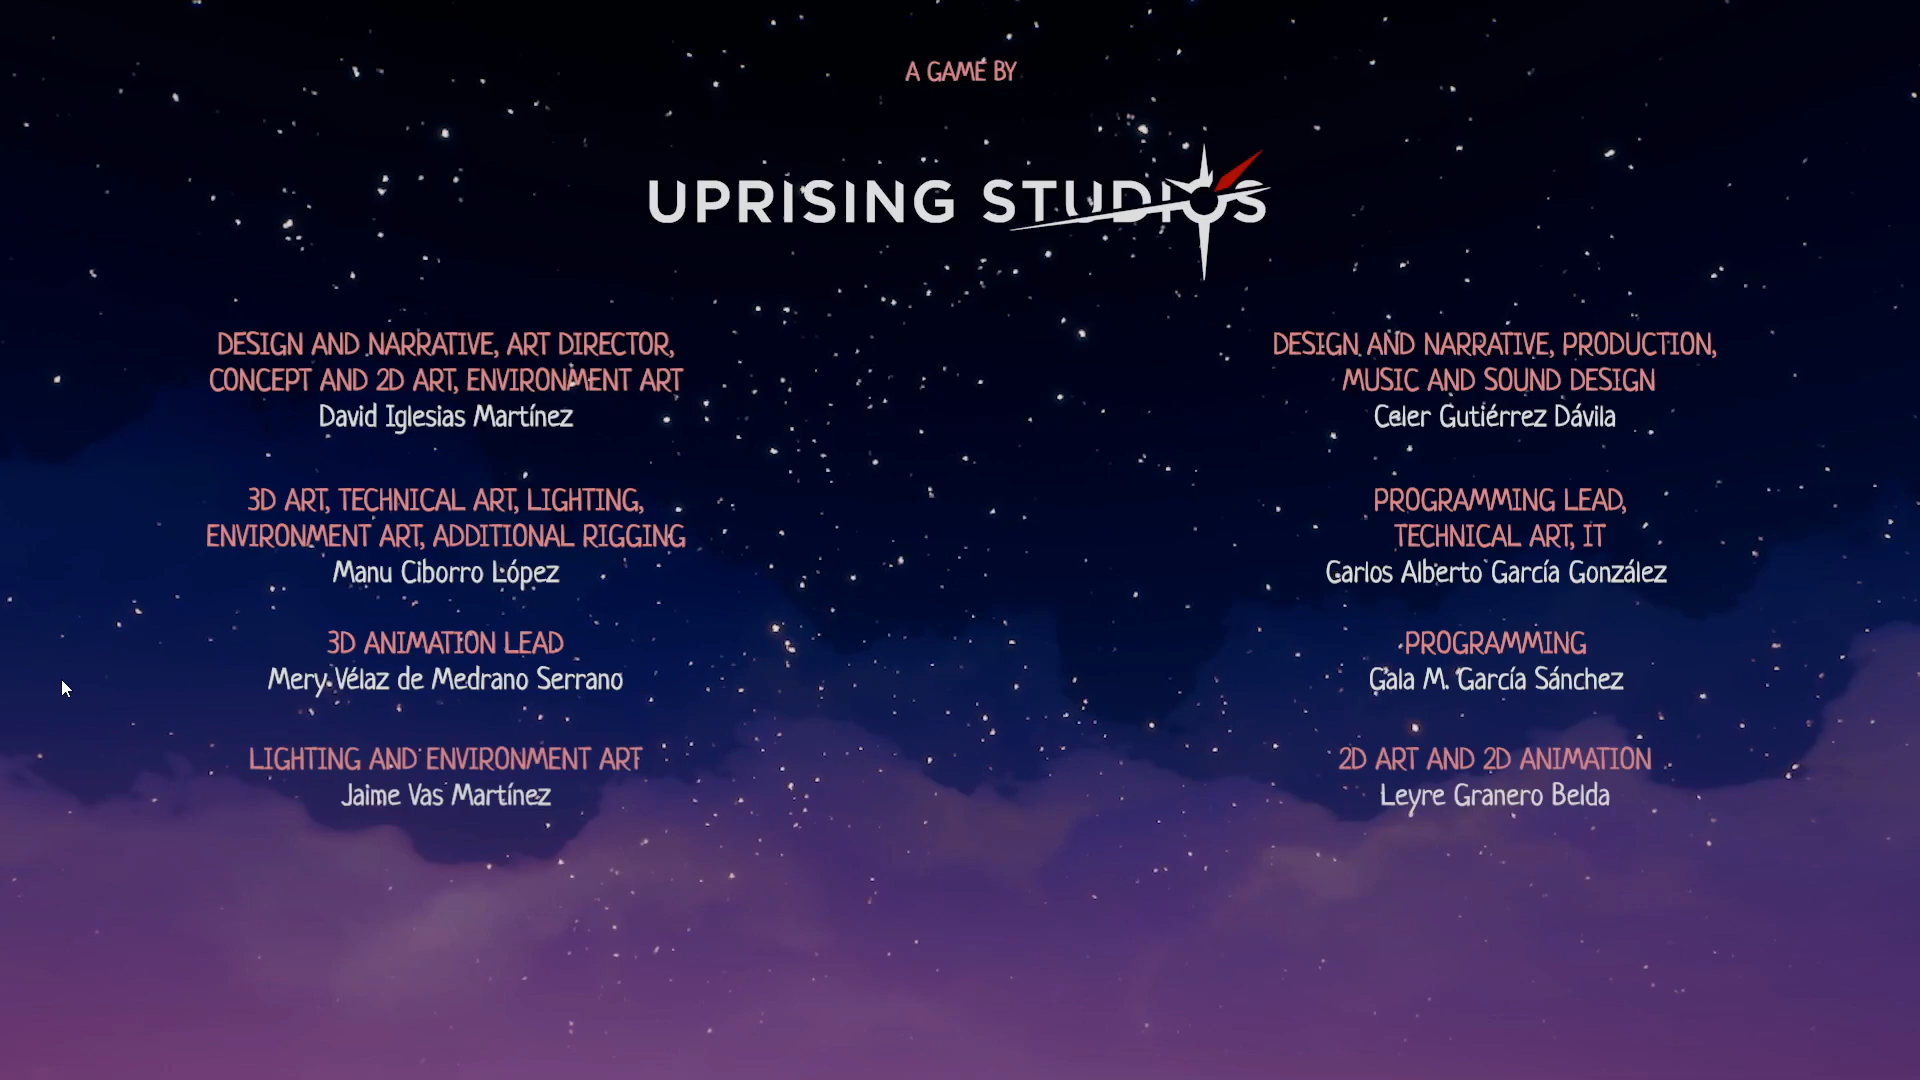 A GAME BY
UPRISING STUDIOS
DESIGN AND NARRATIVE, ART DIRECTOR,
CONCEPT AND 2D ART, ENVIRONMENT ART
David Iglesias Martínez
3D ART, TECHNICAL ART, LIGHTING,
ENVIRONMENT ART, ADDITIONAL RIGGING
Manu Ciborro López
3D ANIMATION LEAD
Mery Vélaz de Medrano Serrano
LIGHTING AND ENVIRONMENT ART
Jaime Vas Martínez
DESIGN AND NARRATIVE, PRODUCTION,
MUSIC AND SOUND DESIGN
Celer Gutiérrez Dávila
PROGRAMMING LEAD,
TECHNICAL ART, IT
Carlos Alberto García González
PROGRAMMING
Gala M. García Sánchez
2D ART AND 2D ANIMATION
Leyre Granero Belda